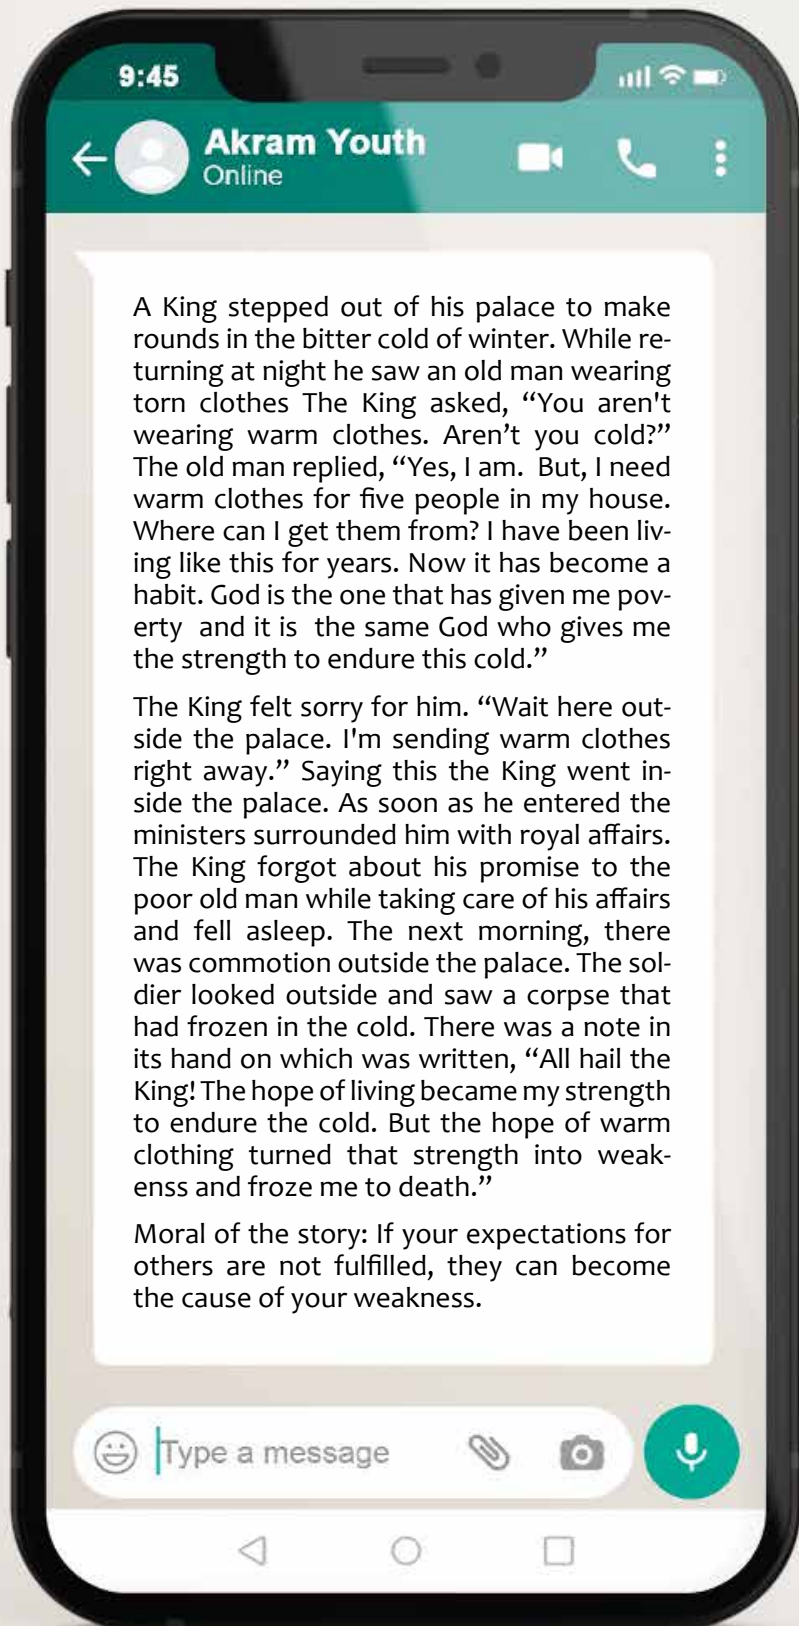 9:45
Akram Youth
Online
A King stepped out of his palace to make
rounds in the bitter cold of winter. While re-
turning at night he saw an old man wearing
torn clothes The King asked, “You aren't
wearing warm clothes. Aren’t you cold?”
The old man replied, “Yes, I am.  But, I need
warm clothes for five people in my house.
Where can I get them from? I have been liv-
ing like this for years. Now it has become a
habit. God is the one that has given me pov-
erty  and it is  the same God who gives me
the strength to endure this cold.”
The King felt sorry for him. “Wait here out-
side the palace. I'm sending warm clothes
right away.” Saying this the King went in-
side the palace. As soon as he entered the
ministers surrounded him with royal affairs.
The King forgot about his promise to the
poor old man while taking care of his affairs
and fell asleep. The next morning, there
was commotion outside the palace. The sol-
dier looked outside and saw a corpse that
had frozen in the cold. There was a note in
its hand on which was written, “All hail the
King! The hope of living became my strength
to endure the cold. But the hope of warm
clothing turned that strength into weak-
enss and froze me to death.”
Moral of the story: If your expectations for
others are not fulfilled, they can become
the cause of your weakness.
Type a message